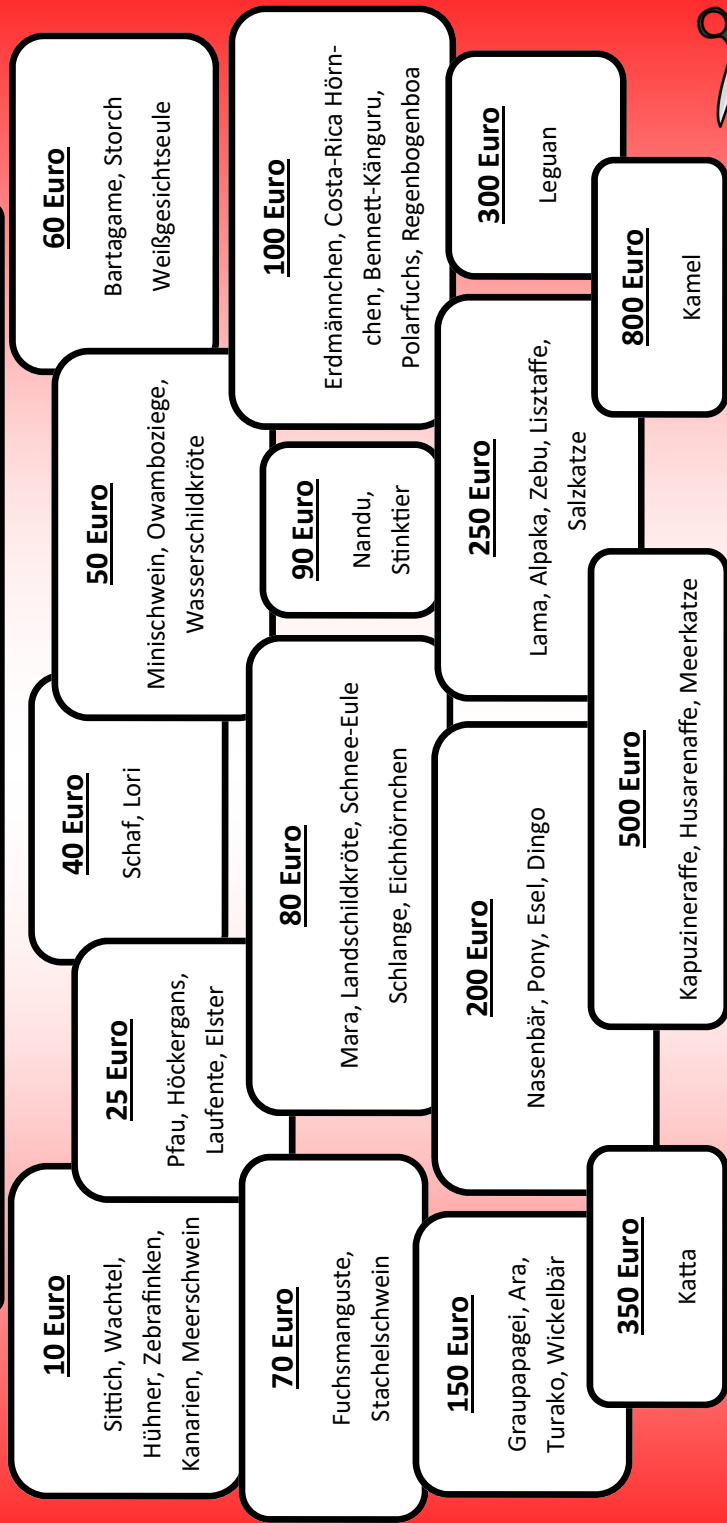 10 Euro
Sittich, Wachtel,
Hühner, Zebrafinken,
Kanarien, Meerschwein
25 Euro
Pfau, Höckergans,
Laufente, Elster
40 Euro
Schaf, Lori
50 Euro
Minischwein, Owamboziege,
Wasserschildkröte
60 Euro
Bartagame, Storch
Weißgesichtseule
70 Euro
Fuchsmanguste,
Stachelschwein
80 Euro
Mara, Landschildkröte, Schnee-Eule
Schlange, Eichhörnchen
90 Euro
Nandu,
Stinktier
100 Euro
Erdmännchen, Costa-Rica Hörn-
chen, Bennett-Känguru,
Polarfuchs, Regenbogenboa
150 Euro
Graupapagei, Ara,
Turako, Wickelbär
200 Euro
Nasenbär, Pony, Esel, Dingo
250 Euro
Lama, Alpaka, Zebu, Lisztaffe,
Salzkatze
300 Euro
Leguan
350 Euro
Katta
500 Euro
Kapuzineraffe, Husarenaffe, Meerkatze
800 Euro
Kamel